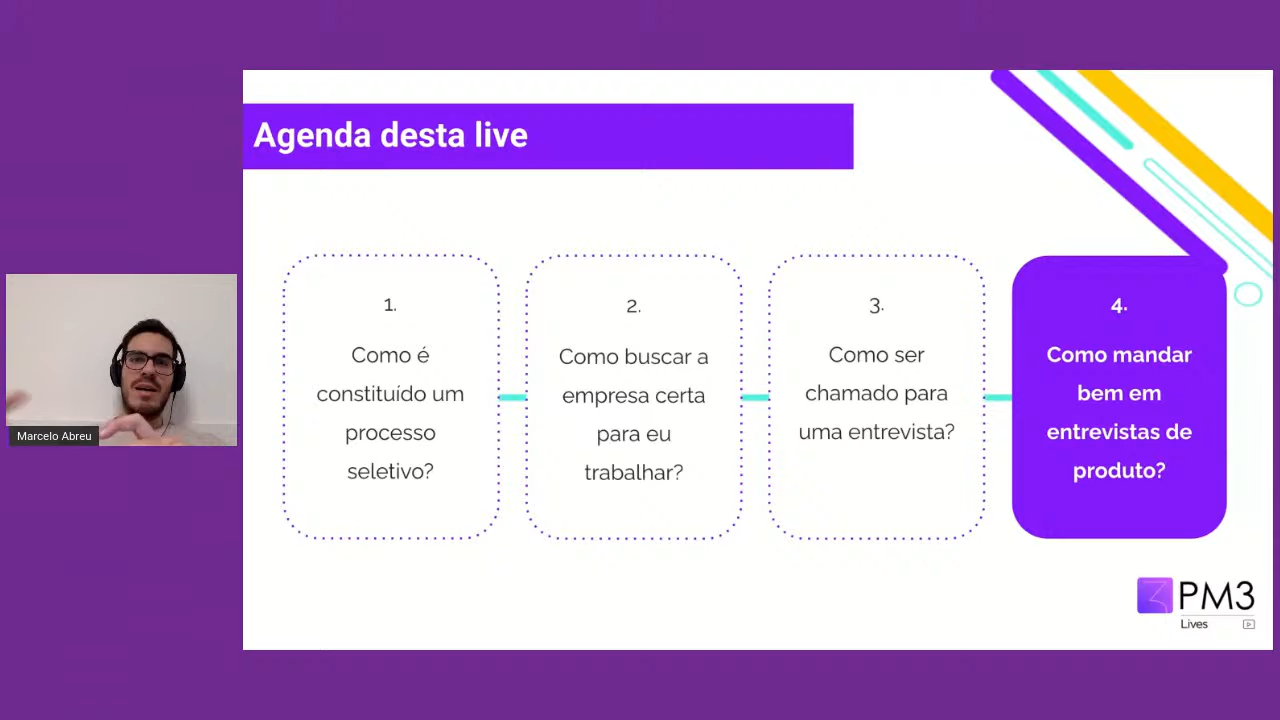 Agenda desta live
1.
Como é
constituído um
processo
seletivo?
2.
Como buscar a
empresa certa
para eu
trabalhar?
3.
Como ser
chamado para
uma entrevista?
4.
Como mandar
bem em
entrevistas de
produto?
Marcelo Abreu
PM3
Lives